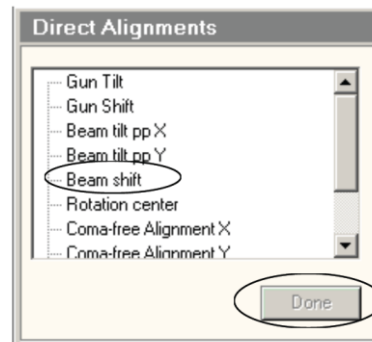 Direct Alignments
Gun Tilt
Gun Shift
Beam tilt pp X
Beam tilt pp Y
Beam shift
Rotation center
Coma-free Alignment X
Coma-free Alignment Y
Done